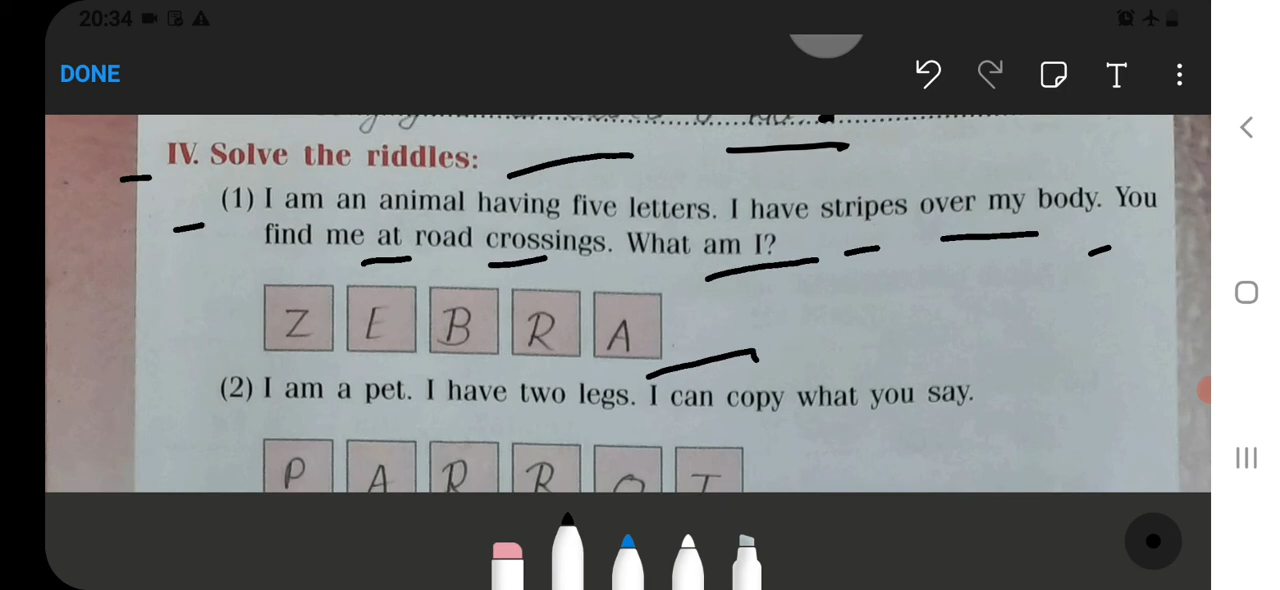 20:34
DONE
T
IV. Solve the riddles:
(1) I am an animal having five letters. I have stripes over my body. You
find me at road crossings. What am I?
Z E B R A
(2) I am a pet. I have two legs. I can copy what you say.
P A R R O T